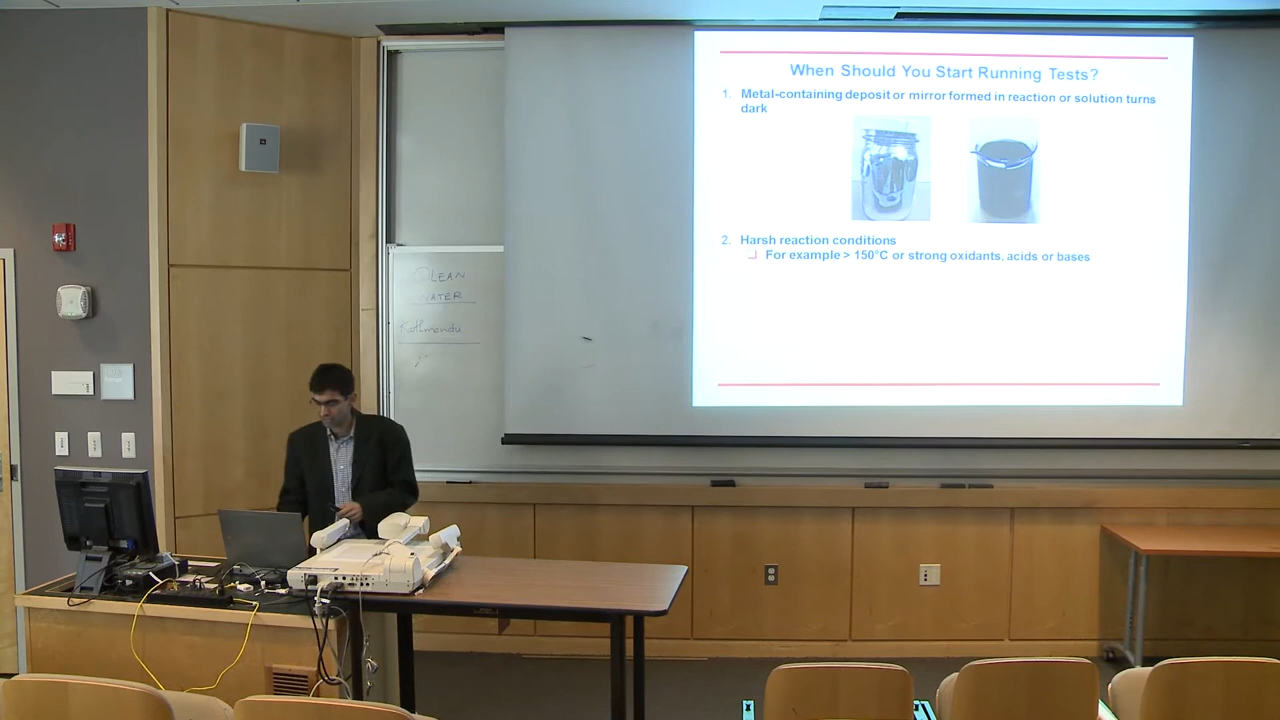 When Should You Start Running Tests?
1. Metal-containing deposit or mirror formed in reaction or solution turns
dark
2. Harsh reaction conditions
For example > 150°C or strong oxidants, acids or bases
CLEAN
WATER
Kathmandu